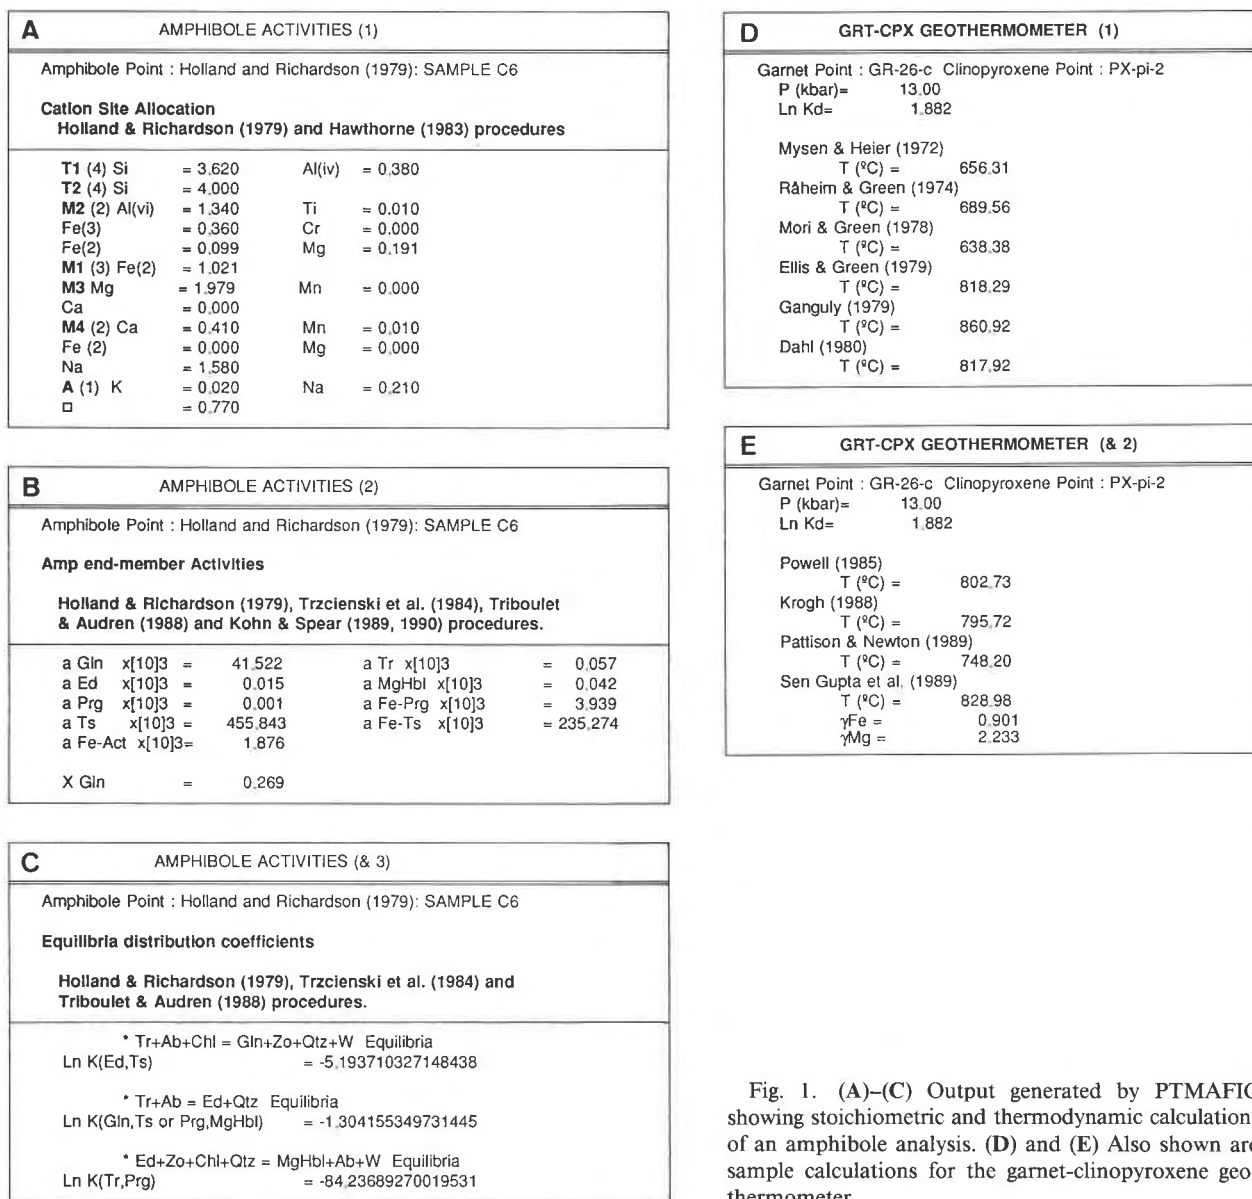 A AMPHIBOLE ACTIVITIES (1)
Amphibole Point : Holland and Richardson (1979): SAMPLE C6
Cation Site Allocation
Holland & Richardson (1979) and Hawthorne (1983) procedures
T1 (4) Si = 3.620 Al(iv) = 0.380
T2 (4) Si = 4.000
M2 (2) Al(vi) = 1.340 Ti = 0.010
Fe(3) = 0.360 Cr = 0.000
Fe(2) = 0.099 Mg = 0.191
M1 (3) Fe(2) = 1.021
M3 Mg = 1.979 Mn = 0.000
Ca = 0.000
M4 (2) Ca = 0.410 Mn = 0.010
Fe (2) = 0.000 Mg = 0.000
Na = 1.580
A (1) K = 0.020 Na = 0.210
□ = 0.770
B AMPHIBOLE ACTIVITIES (2)
Amphibole Point : Holland and Richardson (1979): SAMPLE C6
Amp end-member Activities
Holland & Richardson (1979), Trzcienski et al. (1984), Triboulet
& Audren (1988) and Kohn & Spear (1989, 1990) procedures.
a Gln x[10]3 = 41.522 a Tr x[10]3 = 0.057
a Ed x[10]3 = 0.015 a MgHbl x[10]3 = 0.042
a Prg x[10]3 = 0.001 a Fe-Prg x[10]3 = 3.939
a Ts x[10]3 = 455.843 a Fe-Ts x[10]3 = 235.274
a Fe-Act x[10]3= 1.876
X Gln = 0.269
C AMPHIBOLE ACTIVITIES (& 3)
Amphibole Point : Holland and Richardson (1979): SAMPLE C6
Equilibria distribution coefficients
Holland & Richardson (1979), Trzcienski et al. (1984) and
Triboulet & Audren (1988) procedures.
* Tr+Ab+Chl = Gln+Zo+Qtz+W Equilibria
Ln K(Ed,Ts) = -5.193710327148438
* Tr+Ab = Ed+Qtz Equilibria
Ln K(Gln,Ts or Prg,MgHbl) = -1.304155349731445
* Ed+Zo+Chl+Qtz = MgHbl+Ab+W Equilibria
Ln K(Tr,Prg) = -84.23689270019531
D GRT-CPX GEOTHERMOMETER (1)
Garnet Point : GR-26-c Clinopyroxene Point : PX-pi-2
P (kbar)= 13.00
Ln Kd= 1.882
Mysen & Heier (1972)
T (ºC) = 656.31
Råheim & Green (1974)
T (ºC) = 689.56
Mori & Green (1978)
T (ºC) = 638.38
Ellis & Green (1979)
T (ºC) = 818.29
Ganguly (1979)
T (ºC) = 860.92
Dahl (1980)
T (ºC) = 817.92
E GRT-CPX GEOTHERMOMETER (& 2)
Garnet Point : GR-26-c Clinopyroxene Point : PX-pi-2
P (kbar)= 13.00
Ln Kd= 1.882
Powell (1985)
T (ºC) = 802.73
Krogh (1988)
T (ºC) = 795.72
Pattison & Newton (1989)
T (ºC) = 748.20
Sen Gupta et al. (1989)
T (ºC) = 828.98
γFe = 0.901
γMg = 2.233
Fig. 1. (A)–(C) Output generated by PTMAFIC
showing stoichiometric and thermodynamic calculation
of an amphibole analysis. (D) and (E) Also shown are
sample calculations for the garnet-clinopyroxene geo-
thermometer